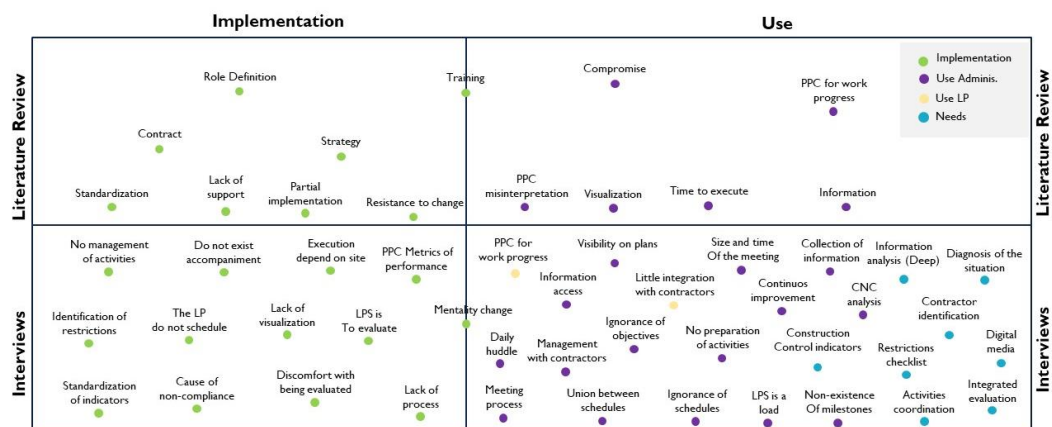 Implementation
Use
Literature Review
Role Definition
Training
Compromise
PPC for work
progress
Implementation
Use Adminis.
Use LP
Needs
Literature Review
Contract
Strategy
Standardization
Lack of
support
Partial
implementation
Resistance to change
PPC
misinterpretation
Visualization
Time to execute
Information
Interviews
No management
of activities
Do not exist
accompaniment
Execution
depend on site
PPC Metrics of
performance
PPC for
work progress
Visibility on plans
Size and time
Of the meeting
Collection of
information
Information
analysis (Deep)
Diagnosis of the
situation
Information
access
Little integration
with contractors
Continuos
improvement
CNC
analysis
Contractor
identification
Identification of
restrictions
The LP
do not schedule
Lack of
visualization
LPS is
To evaluate
Mentality change
Daily
huddle
Management
with contractors
Ignorance of
objectives
No preparation
of activities
Construction
Control indicators
Restrictions
checklist
Digital
media
Interviews
Standardization
of indicators
Cause of
non-compliance
Discomfort with
being evaluated
Lack of
process
Meeting
process
Union between
schedules
Ignorance of
schedules
LPS is a
load
Non-existence
Of milestones
Activities
coordination
Integrated
evaluation